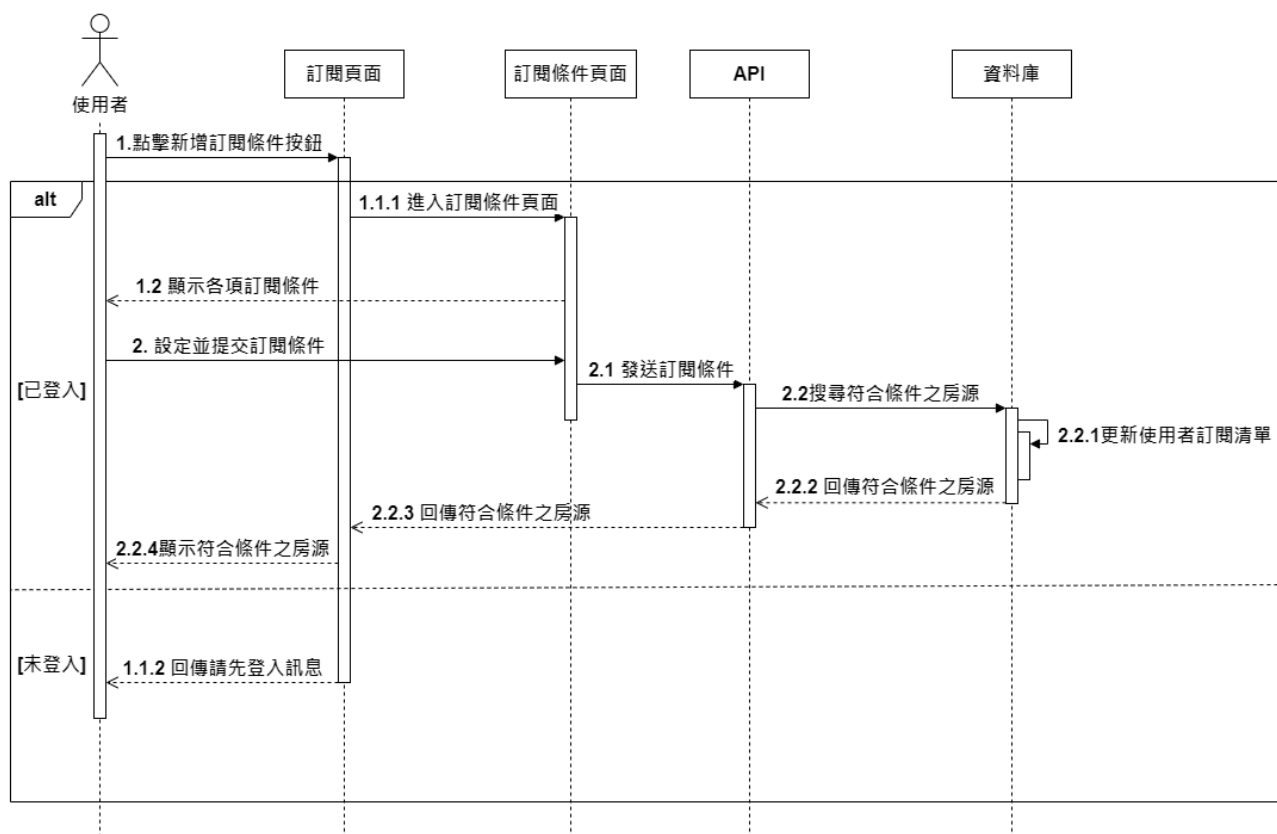 使用者
訂閱頁面
訂閱條件頁面
API
資料庫
1.點擊新增訂閱條件按鈕
alt
1.1.1 進入訂閱條件頁面
1.2 顯示各項訂閱條件
2. 設定並提交訂閱條件
2.1 發送訂閱條件
[已登入]
2.2搜尋符合條件之房源
2.2.1更新使用者訂閱清單
2.2.2 回傳符合條件之房源
2.2.3 回傳符合條件之房源
2.2.4顯示符合條件之房源
[未登入]
1.1.2 回傳請先登入訊息